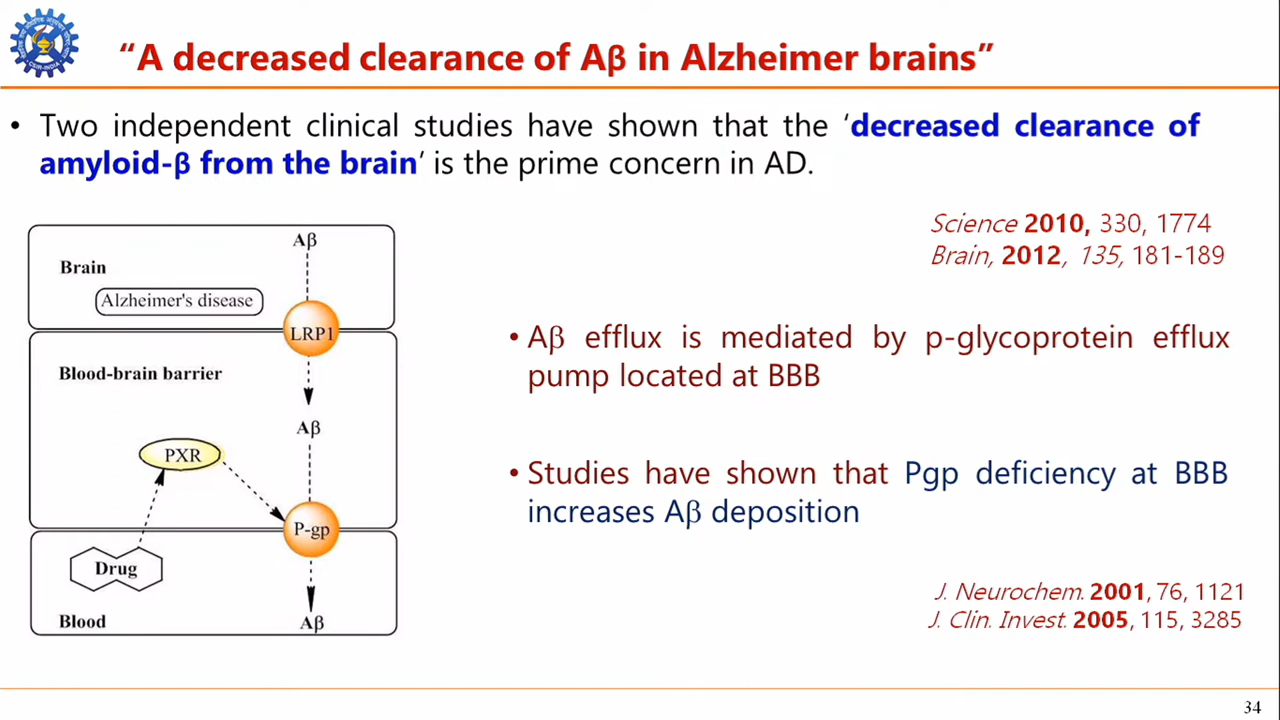 “A decreased clearance of Aβ in Alzheimer brains”
• Two independent clinical studies have shown that the ‘decreased clearance of
amyloid-β from the brain‘ is the prime concern in AD.
Science 2010, 330, 1774
Brain, 2012, 135, 181-189
Aβ
Brain
Alzheimer's disease
LRP1
Blood-brain barrier
Aβ
PXR
P-gp
Drug
Blood
Aβ
• Aβ efflux is mediated by p-glycoprotein efflux
pump located at BBB
• Studies have shown that Pgp deficiency at BBB
increases Aβ deposition
J. Neurochem. 2001, 76, 1121
J. Clin. Invest. 2005, 115, 3285
34